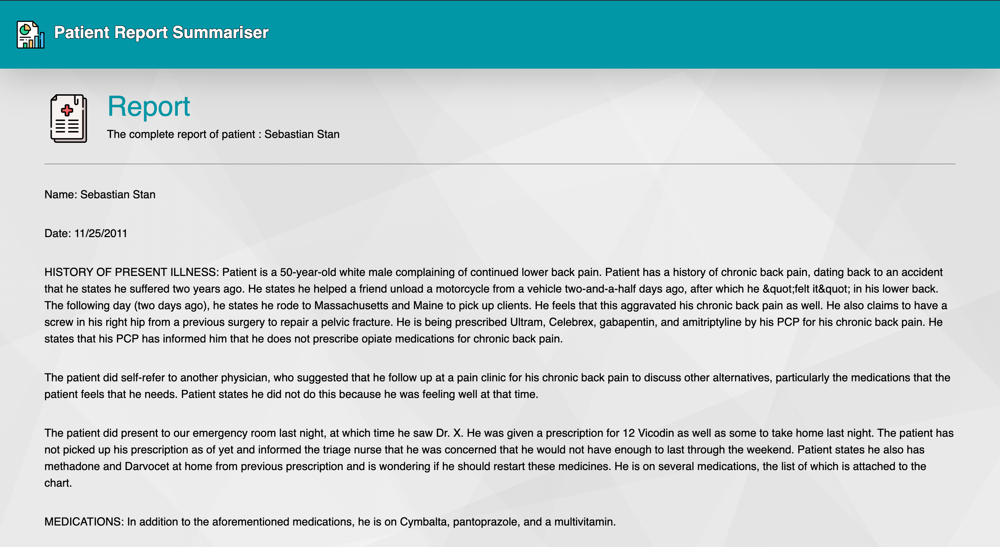 Patient Report Summariser
Report
The complete report of patient : Sebastian Stan
Name: Sebastian Stan
Date: 11/25/2011
HISTORY OF PRESENT ILLNESS: Patient is a 50-year-old white male complaining of continued lower back pain. Patient has a history of chronic back pain, dating back to an accident
that he states he suffered two years ago. He states he helped a friend unload a motorcycle from a vehicle two-and-a-half days ago, after which he &quot;felt it&quot; in his lower back.
The following day (two days ago), he states he rode to Massachusetts and Maine to pick up clients. He feels that this aggravated his chronic back pain as well. He also claims to have a
screw in his right hip from a previous surgery to repair a pelvic fracture. He is being prescribed Ultram, Celebrex, gabapentin, and amitriptyline by his PCP for his chronic back pain. He
states that his PCP has informed him that he does not prescribe opiate medications for chronic back pain.
The patient did self-refer to another physician, who suggested that he follow up at a pain clinic for his chronic back pain to discuss other alternatives, particularly the medications that the
patient feels that he needs. Patient states he did not do this because he was feeling well at that time.
The patient did present to our emergency room last night, at which time he saw Dr. X. He was given a prescription for 12 Vicodin as well as some to take home last night. The patient has
not picked up his prescription as of yet and informed the triage nurse that he was concerned that he would not have enough to last through the weekend. Patient states he also has
methadone and Darvocet at home from previous prescription and is wondering if he should restart these medicines. He is on several medications, the list of which is attached to the
chart.
MEDICATIONS: In addition to the aforementioned medications, he is on Cymbalta, pantoprazole, and a multivitamin.